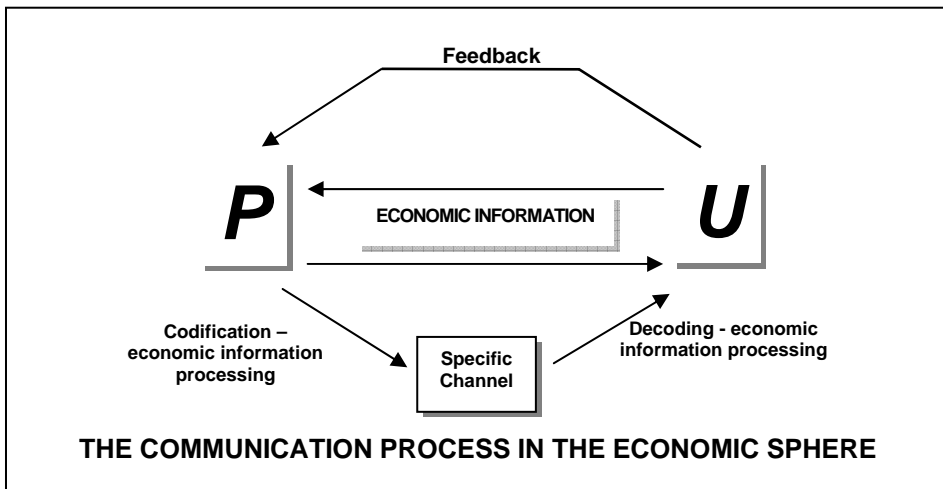 Feedback
P
U
ECONOMIC INFORMATION
Codification –
economic information
processing
Specific
Channel
Decoding - economic
information processing
THE COMMUNICATION PROCESS IN THE ECONOMIC SPHERE